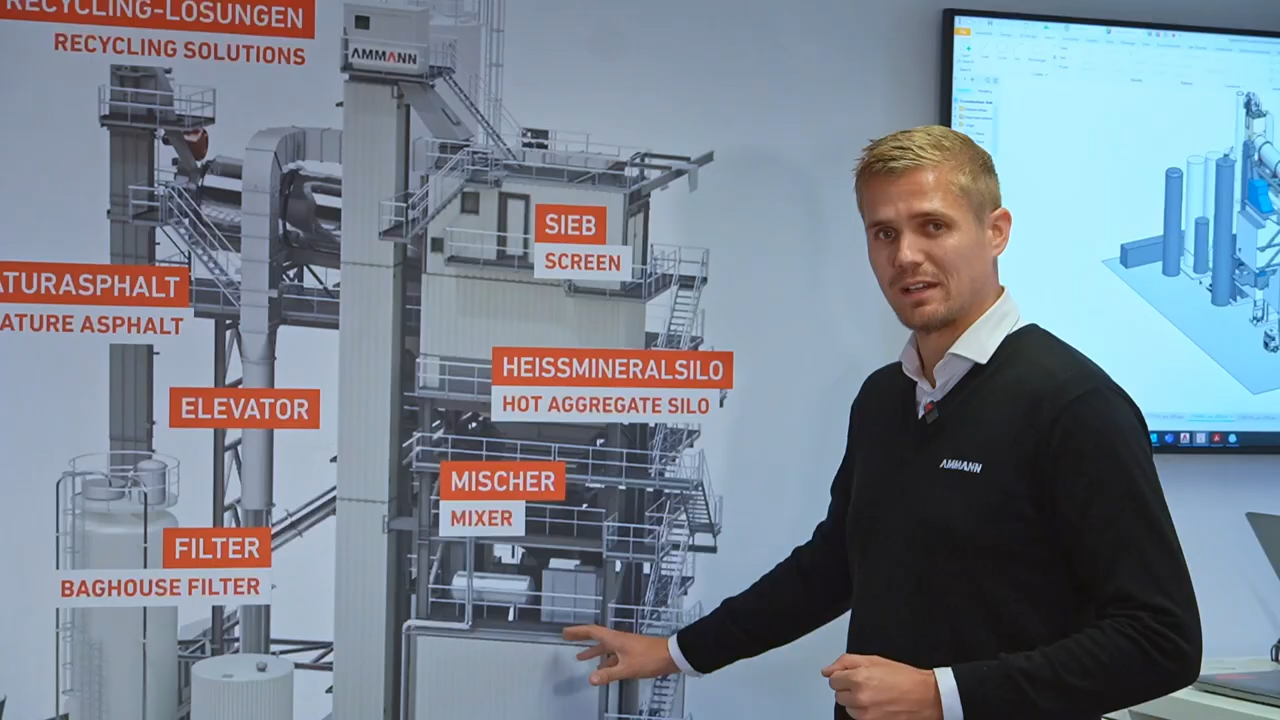 RECYCLING-LÖSUNGEN
RECYCLING SOLUTIONS
AMMANN
SIEB
SCREEN
ATURASPHALT
ATURE ASPHALT
HEISSMINERALSILO
HOT AGGREGATE SILO
ELEVATOR
MISCHER
MIXER
FILTER
BAGHOUSE FILTER
AMMANN